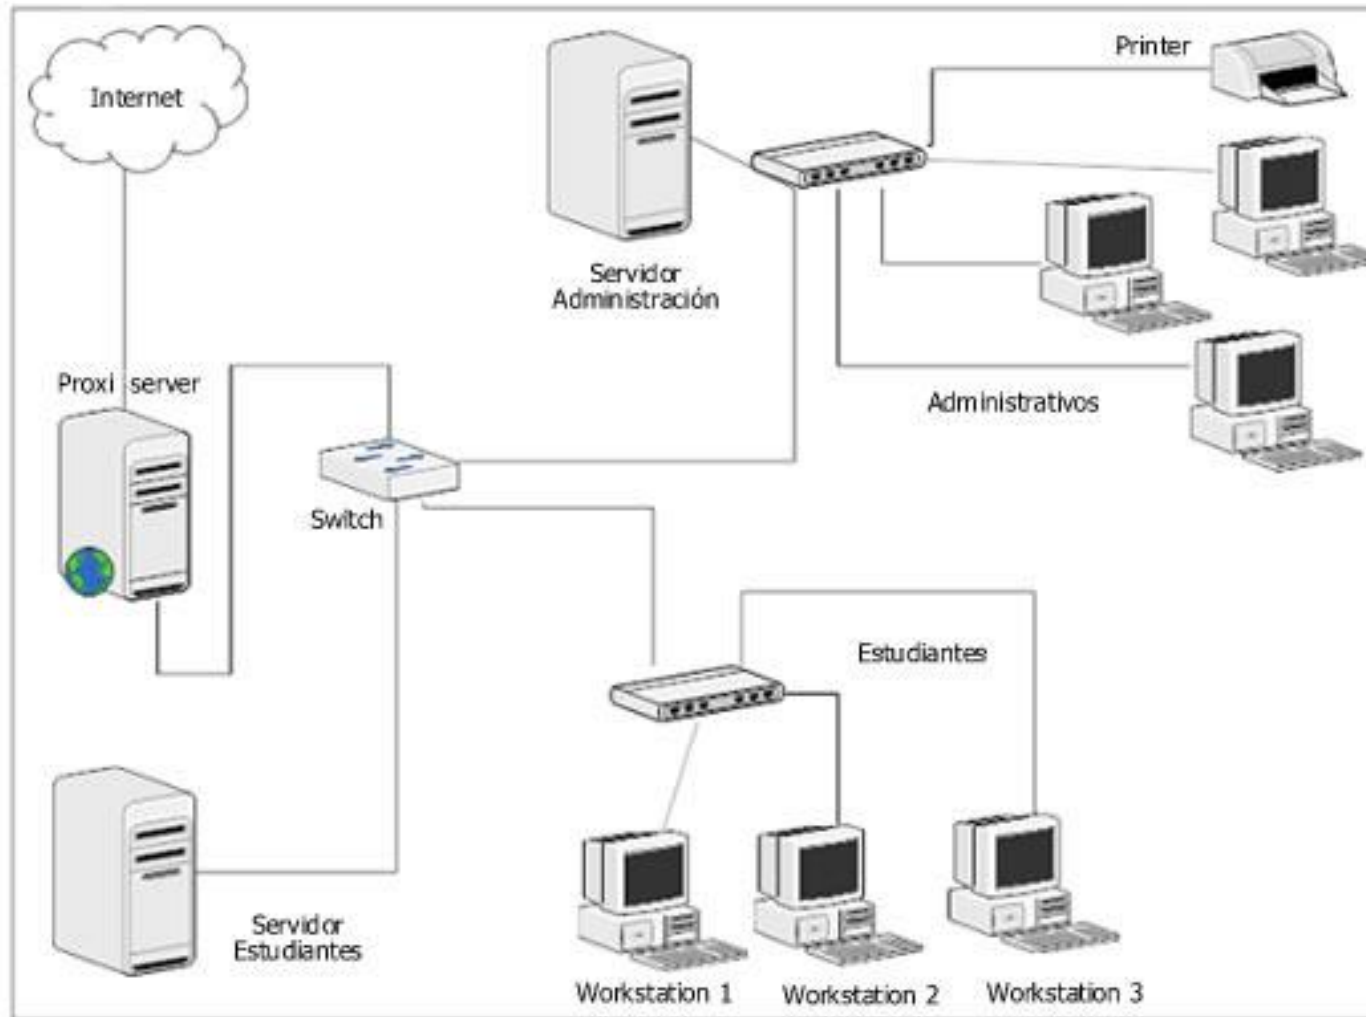 Internet
Printer
Servidor
Administración
Proxi server
Administrativos
Switch
Estudiantes
Servidor
Estudiantes
Workstation 1
Workstation 2
Workstation 3